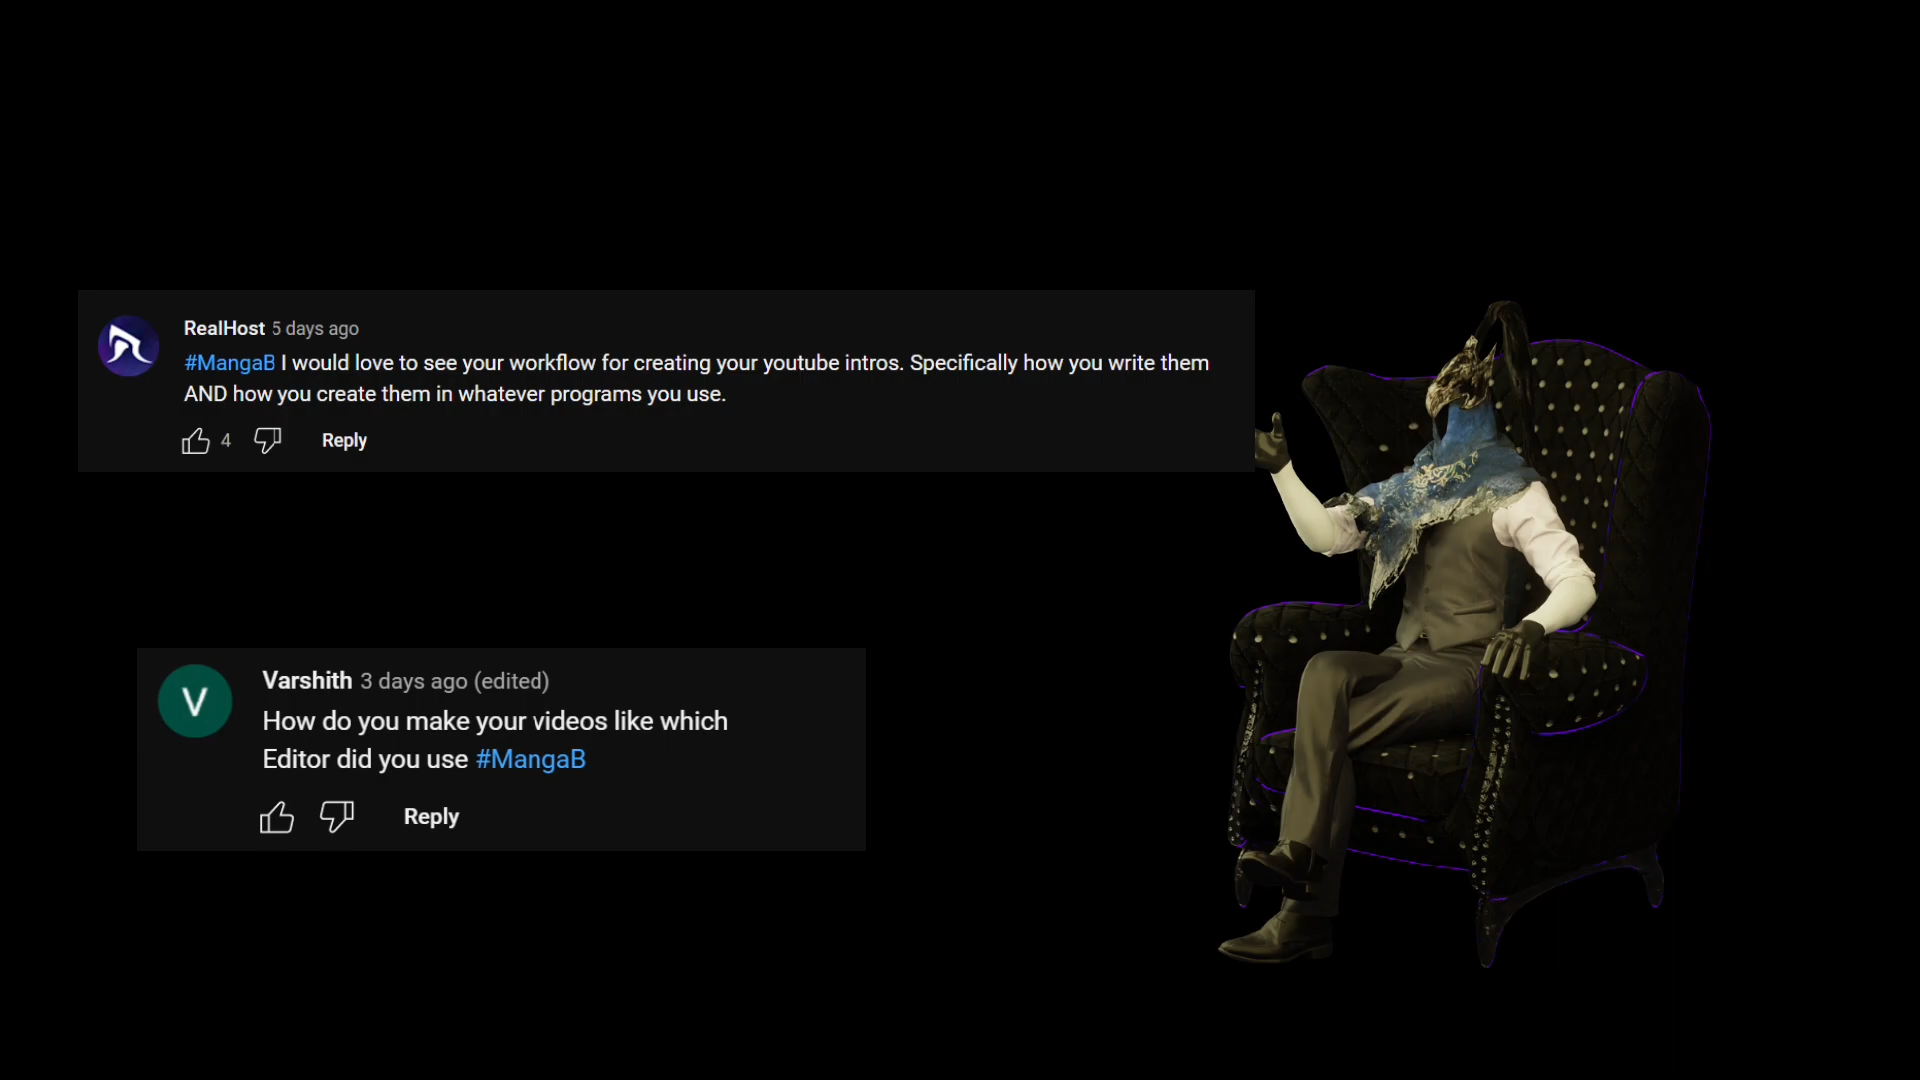 RealHost 5 days ago
#MangaB I would love to see your workflow for creating your youtube intros. Specifically how you write them
AND how you create them in whatever programs you use.
4 Reply
V
Varshith 3 days ago (edited)
How do you make your videos like which
Editor did you use #MangaB
Reply